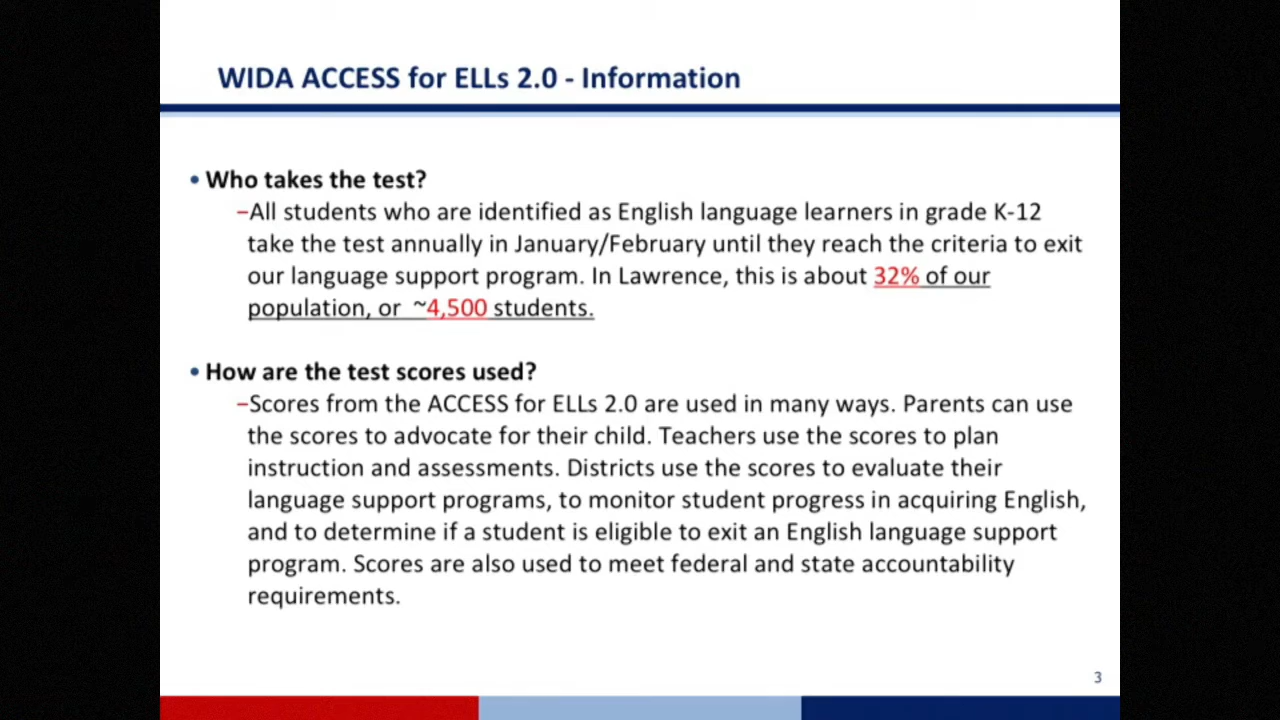 WIDA ACCESS for ELLs 2.0 - Information
• Who takes the test?
–All students who are identified as English language learners in grade K-12
take the test annually in January/February until they reach the criteria to exit
our language support program. In Lawrence, this is about 32% of our
population, or ~4,500 students.
• How are the test scores used?
–Scores from the ACCESS for ELLs 2.0 are used in many ways. Parents can use
the scores to advocate for their child. Teachers use the scores to plan
instruction and assessments. Districts use the scores to evaluate their
language support programs, to monitor student progress in acquiring English,
and to determine if a student is eligible to exit an English language support
program. Scores are also used to meet federal and state accountability
requirements.
3